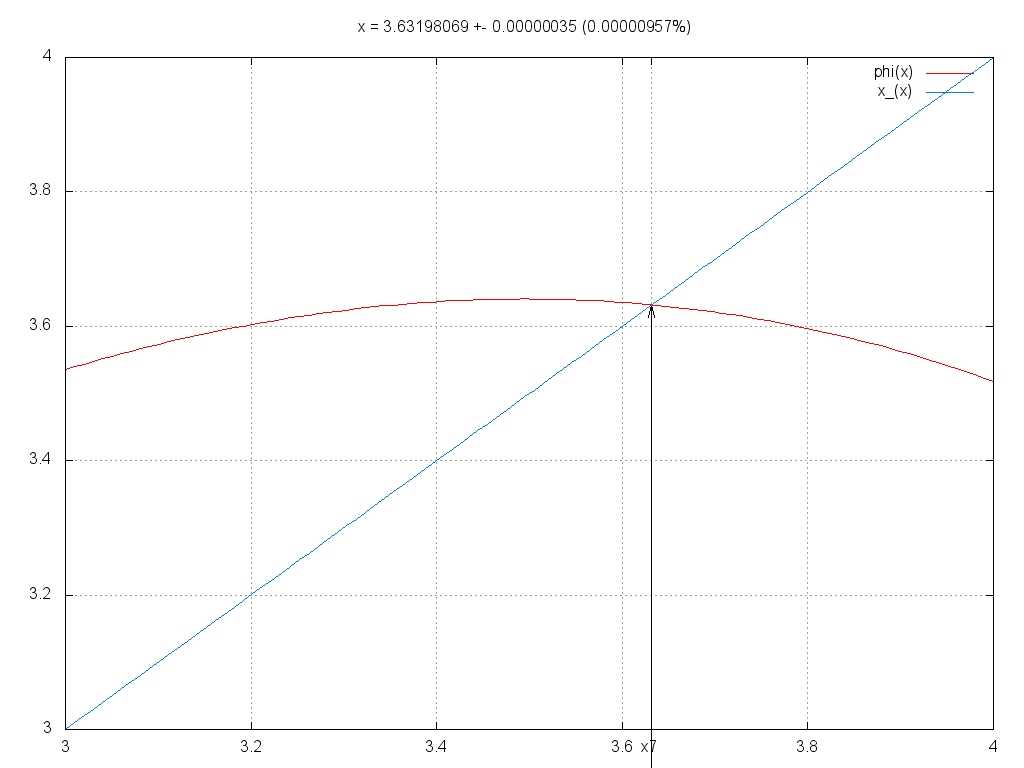 x = 3.63198069 +- 0.00000035 (0.00000957%)
4
phi(x)
x_(x)
3.8
3.6
3.4
3.2
3
3 3.2 3.4 3.6 x7 3.8 4